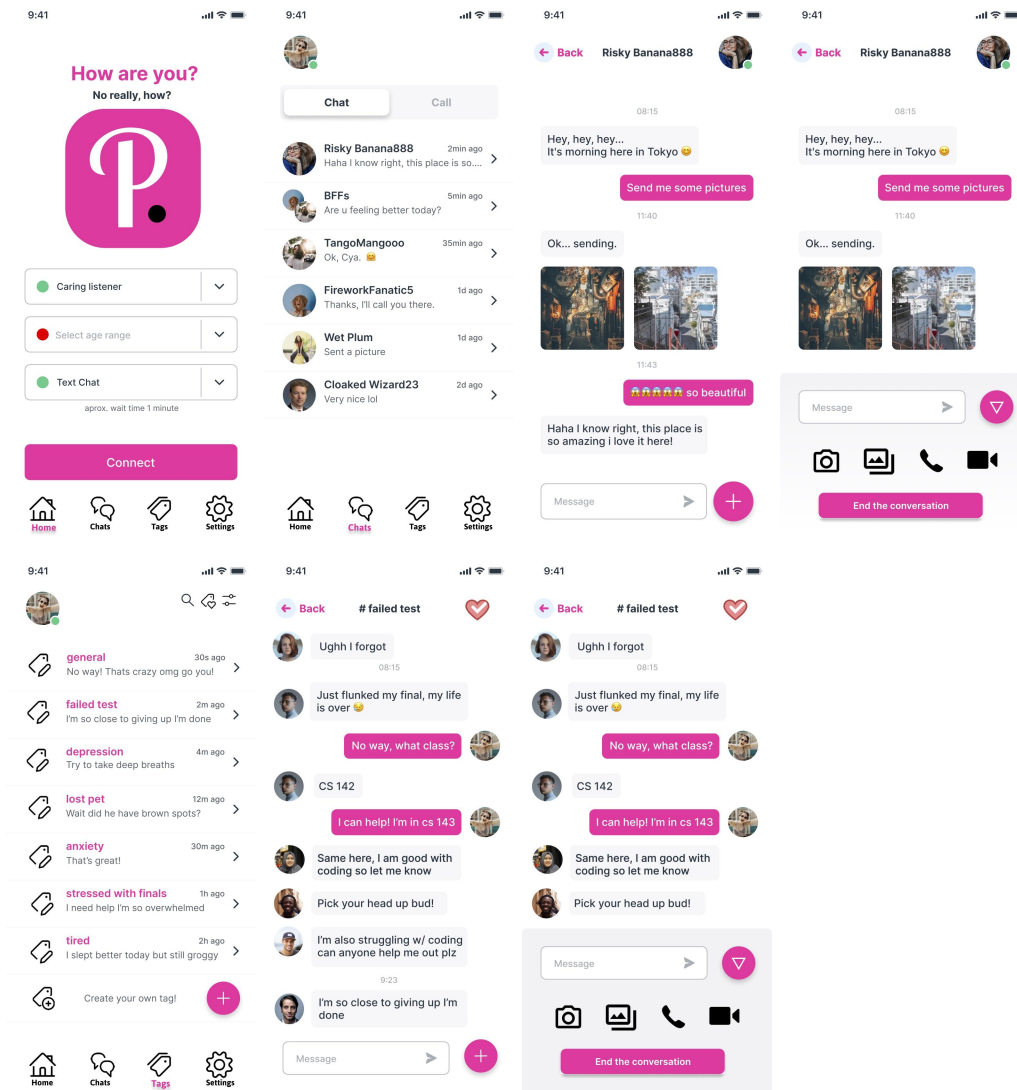 9:41
How are you?
No really, how?
P.
Caring listener
Select age range
Text Chat
aprox. wait time 1 minute
Connect
Home
Chats
Tags
Settings
9:41
Chat
Call
Risky Banana888
2min ago
Haha I know right, this place is so....
BFFs
5min ago
Are u feeling better today?
TangoMangooo
35min ago
Ok, Cya. 🤗
FireworkFanatic5
1d ago
Thanks, I'll call you there.
Wet Plum
1d ago
Sent a picture
Cloaked Wizard23
2d ago
Very nice lol
Home
Chats
Tags
Settings
9:41
Back
Risky Banana888
08:15
Hey, hey, hey...
It's morning here in Tokyo 😄
Send me some pictures
11:40
Ok... sending.
11:43
😱😱😱😱😱 so beautiful
Haha I know right, this place is
so amazing i love it here!
Message
9:41
Back
Risky Banana888
08:15
Hey, hey, hey...
It's morning here in Tokyo 😄
Send me some pictures
11:40
Ok... sending.
Message
End the conversation
9:41
general
30s ago
No way! Thats crazy omg go you!
failed test
2m ago
I'm so close to giving up I'm done
depression
4m ago
Try to take deep breaths
lost pet
12m ago
Wait did he have brown spots?
anxiety
30m ago
That's great!
stressed with finals
1h ago
I need help I'm so overwhelmed
tired
2h ago
I slept better today but still groggy
Create your own tag!
Home
Chats
Tags
Settings
9:41
Back
# failed test
Ughh I forgot
08:15
Just flunked my final, my life
is over 😥
No way, what class?
CS 142
I can help! I'm in cs 143
Same here, I am good with
coding so let me know
Pick your head up bud!
I'm also struggling w/ coding
can anyone help me out plz
9:23
I'm so close to giving up I'm
done
Message
9:41
Back
# failed test
Ughh I forgot
08:15
Just flunked my final, my life
is over 😥
No way, what class?
CS 142
I can help! I'm in cs 143
Same here, I am good with
coding so let me know
Pick your head up bud!
Message
End the conversation